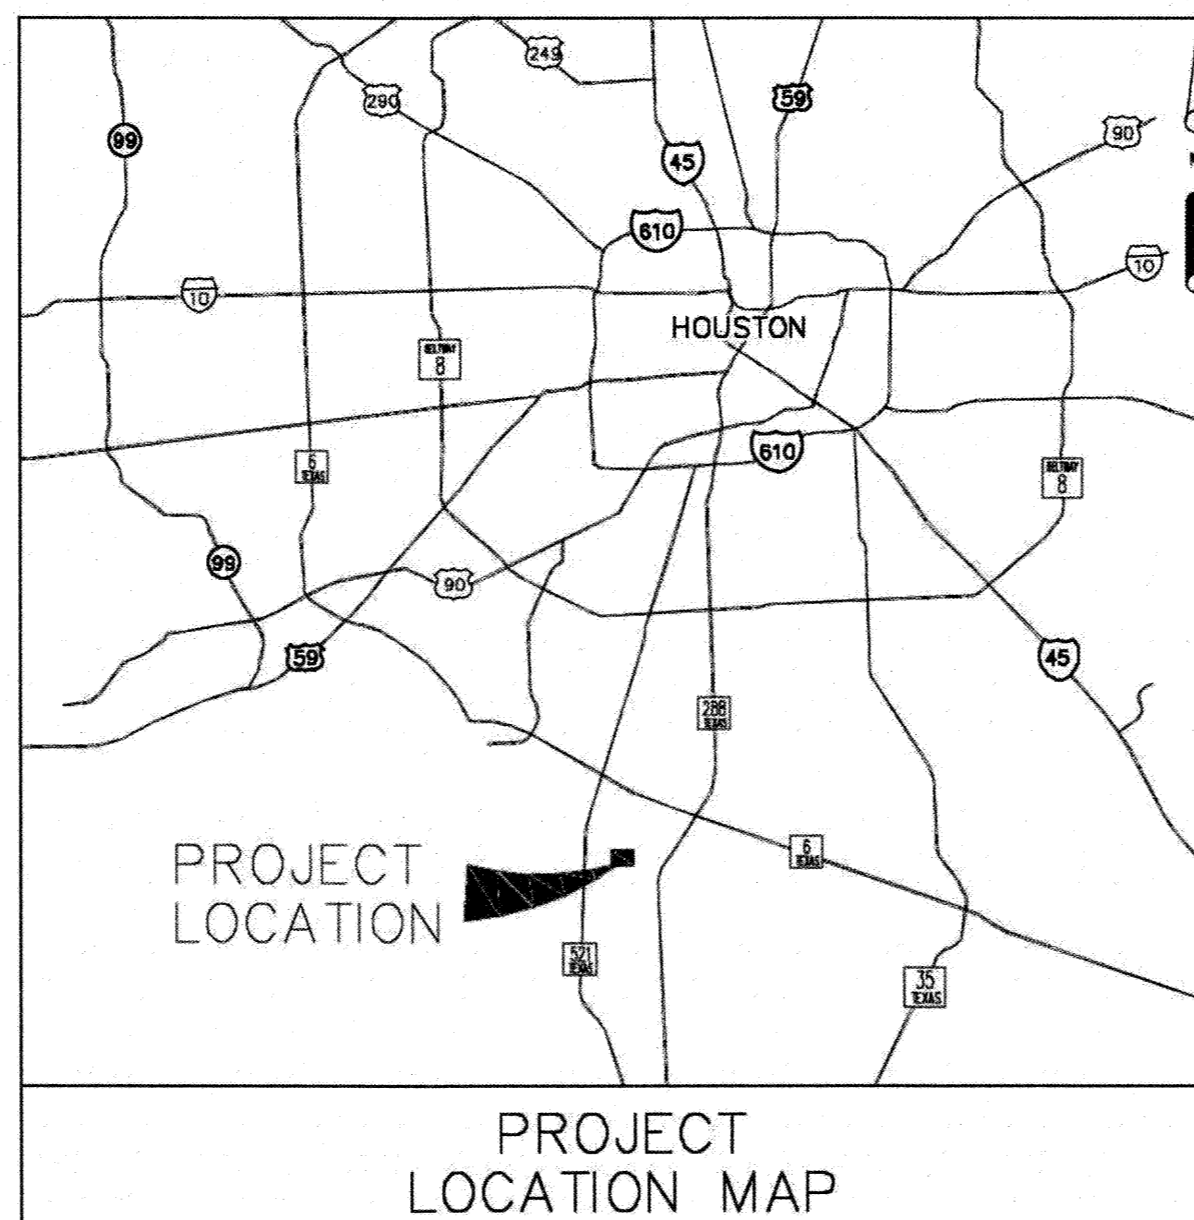 249
290
59
99
90
45
610
10
10
HOUSTON
BELTWAY
8
610
6
TEXAS
BELTWAY
8
99
90
59
45
288
TEXAS
PROJECT
LOCATION
6
TEXAS
521
TEXAS
35
TEXAS
PROJECT
LOCATION MAP